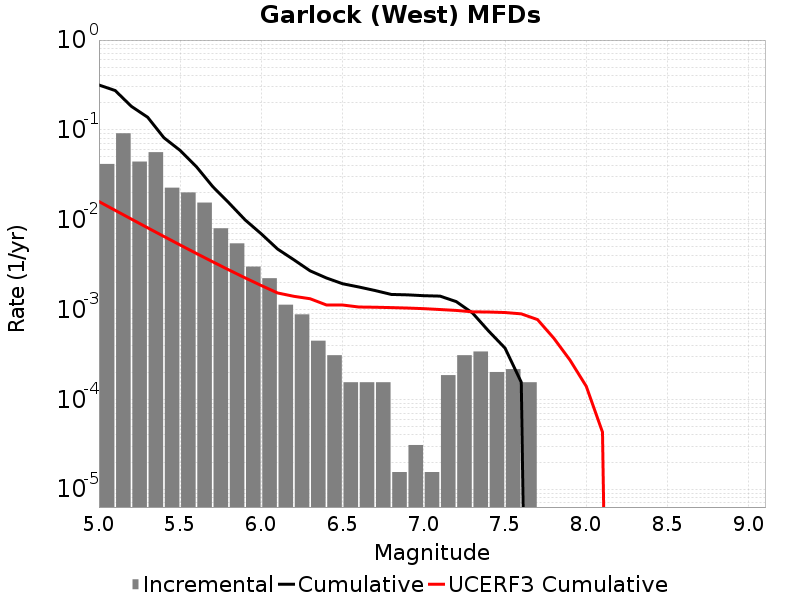 Garlock (West) MFDs
10^0
10^-1
10^-2
10^-3
10^-4
10^-5
Rate (1/yr)
5.0 5.5 6.0 6.5 7.0 7.5 8.0 8.5 9.0
Magnitude
Incremental Cumulative UCERF3 Cumulative